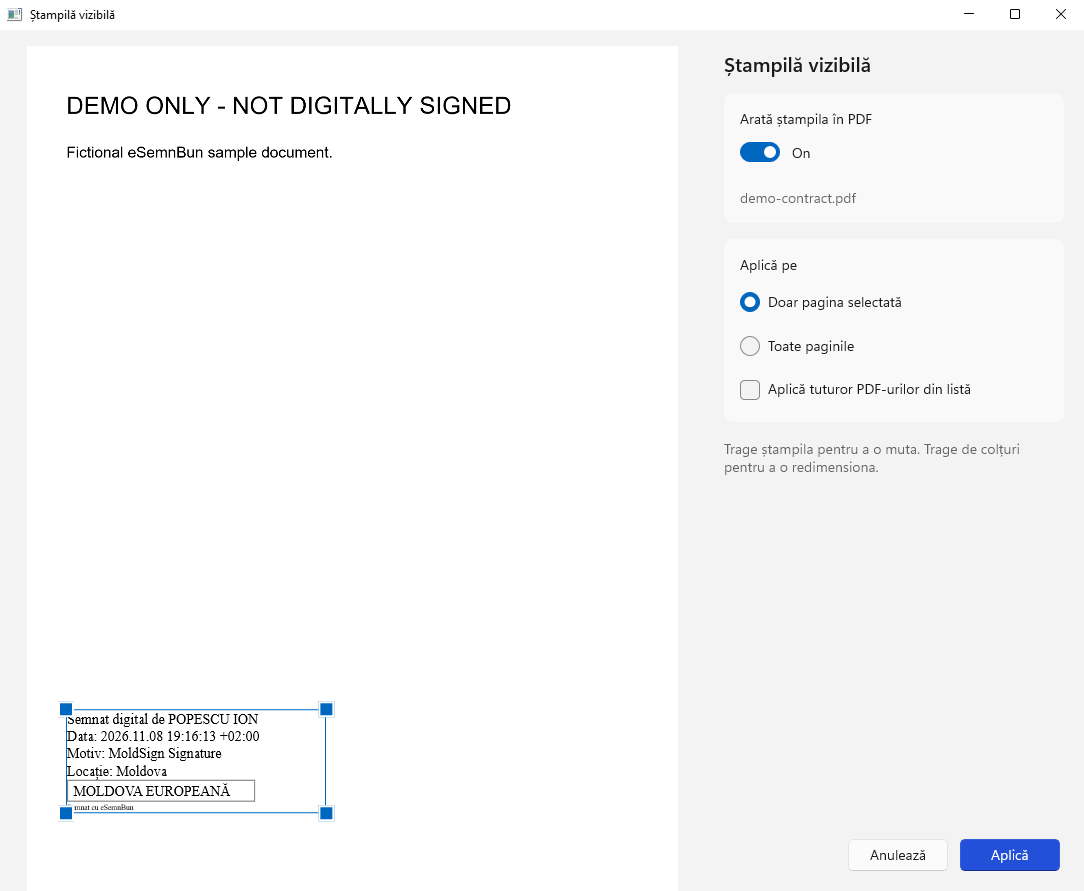 Ștampilă vizibilă
DEMO ONLY - NOT DIGITALLY SIGNED
Fictional eSemnBun sample document.
Semnat digital de POPESCU ION
Data: 2026.11.08 19:16:13 +02:00
Motiv: MoldSign Signature
Locație: Moldova
MOLDOVA EUROPEANĂ
cu eSemnBun
Ștampilă vizibilă
Arată ștampila în PDF
On
demo-contract.pdf
Aplică pe
Doar pagina selectată
Toate paginile
Aplică tuturor PDF-urilor din listă
Trage ștampila pentru a o muta. Trage de colțuri
pentru a o redimensiona.
Anulează
Aplică